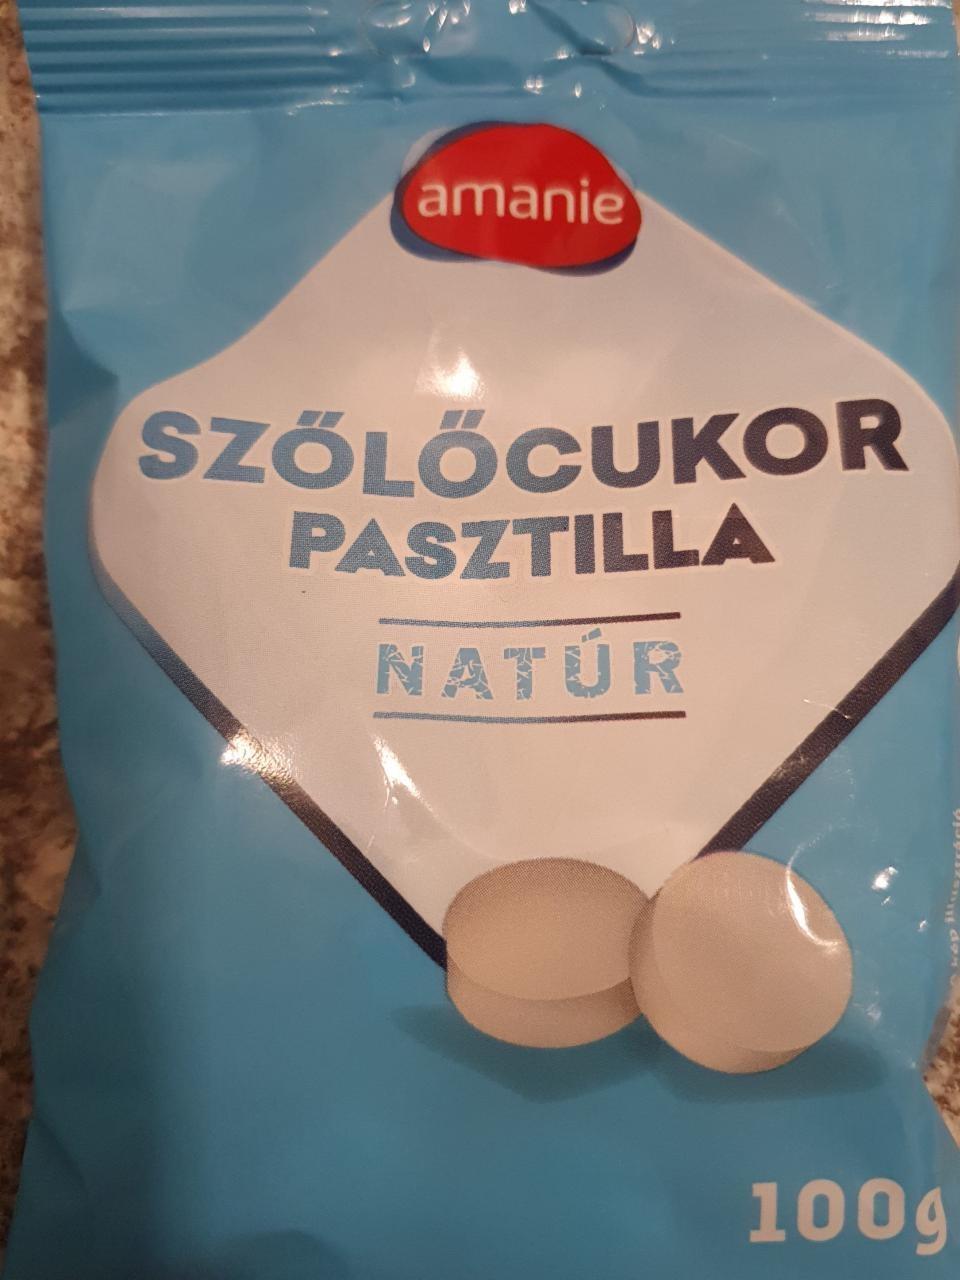 amanie
SZŐLŐCUKOR
PASZTILLA
NATÚR
100g